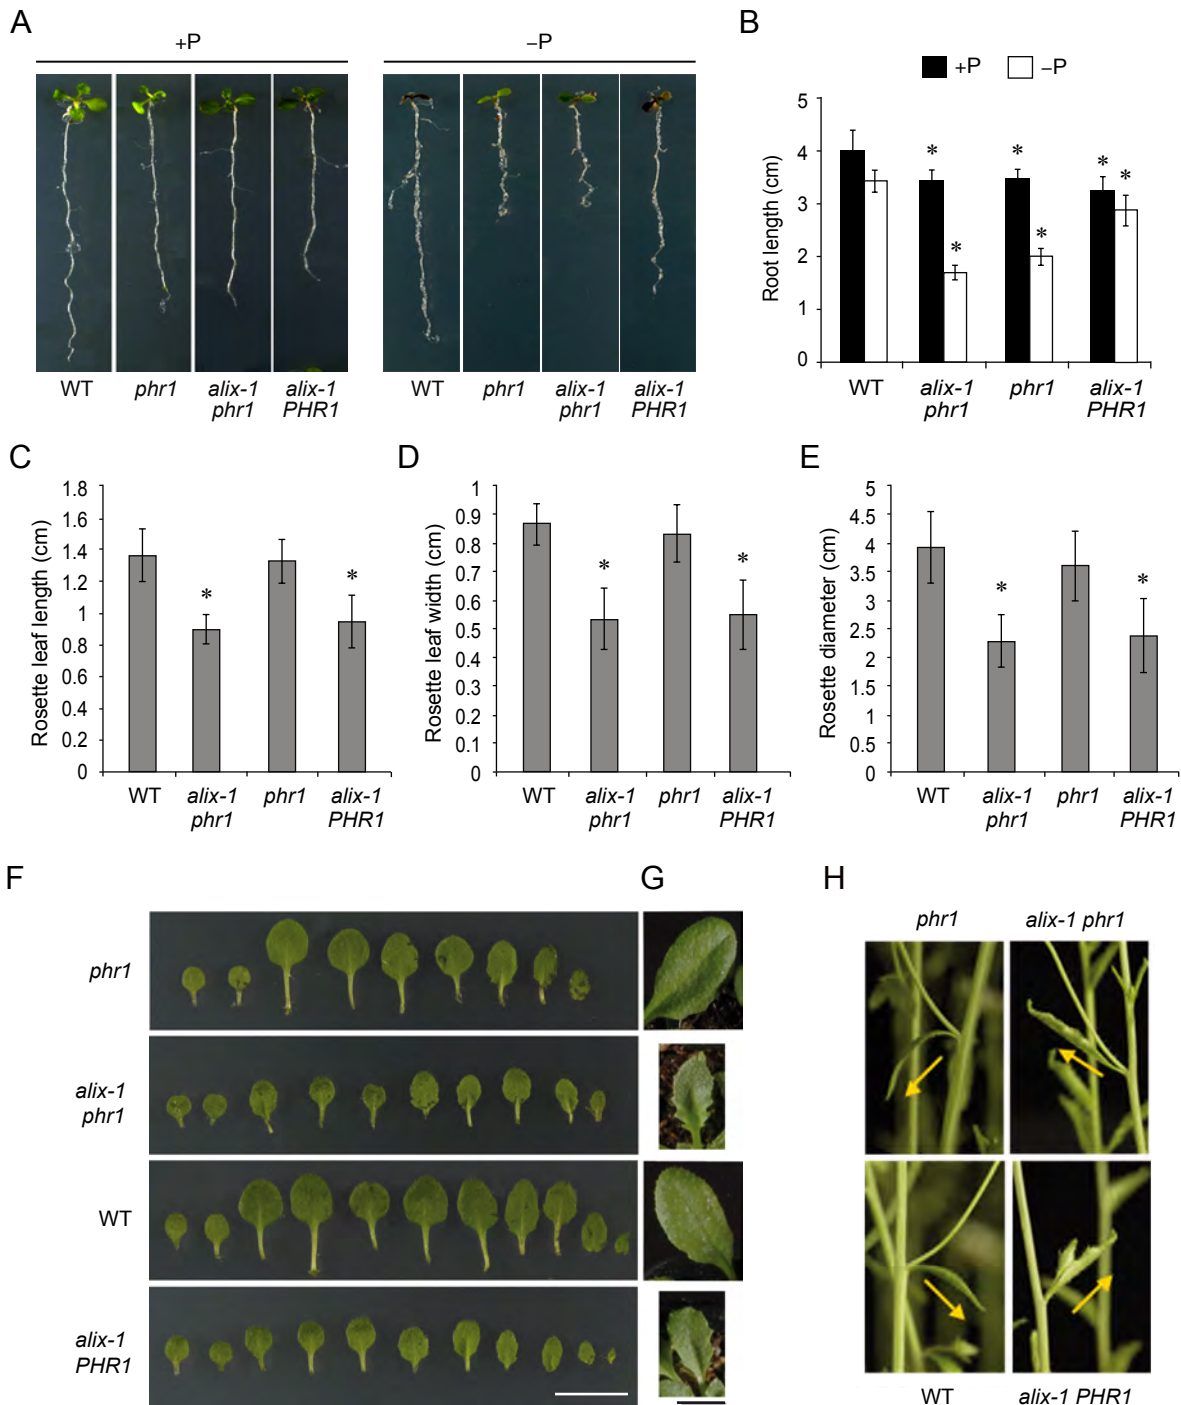 A
+P
–P
WT
phr1
alix-1
phr1
alix-1
PHR1
WT
phr1
alix-1
phr1
alix-1
PHR1
B
+P
–P
Root length (cm)
5
4
3
2
1
0
*
*
*
*
*
*
WT
alix-1
phr1
phr1
alix-1
PHR1
C
Rosette leaf length (cm)
1.8
1.6
1.4
1.2
1
0.8
0.6
0.4
0.2
0
*
*
WT
alix-1
phr1
phr1
alix-1
PHR1
D
Rosette leaf width (cm)
1
0.9
0.8
0.7
0.6
0.5
0.4
0.3
0.2
0.1
0
*
*
WT
alix-1
phr1
phr1
alix-1
PHR1
E
Rosette diameter (cm)
5
4.5
4
3.5
3
2.5
2
1.5
1
0.5
0
*
*
WT
alix-1
phr1
phr1
alix-1
PHR1
F
phr1
alix-1
phr1
WT
alix-1
PHR1
G
H
phr1
alix-1 phr1
WT
alix-1 PHR1